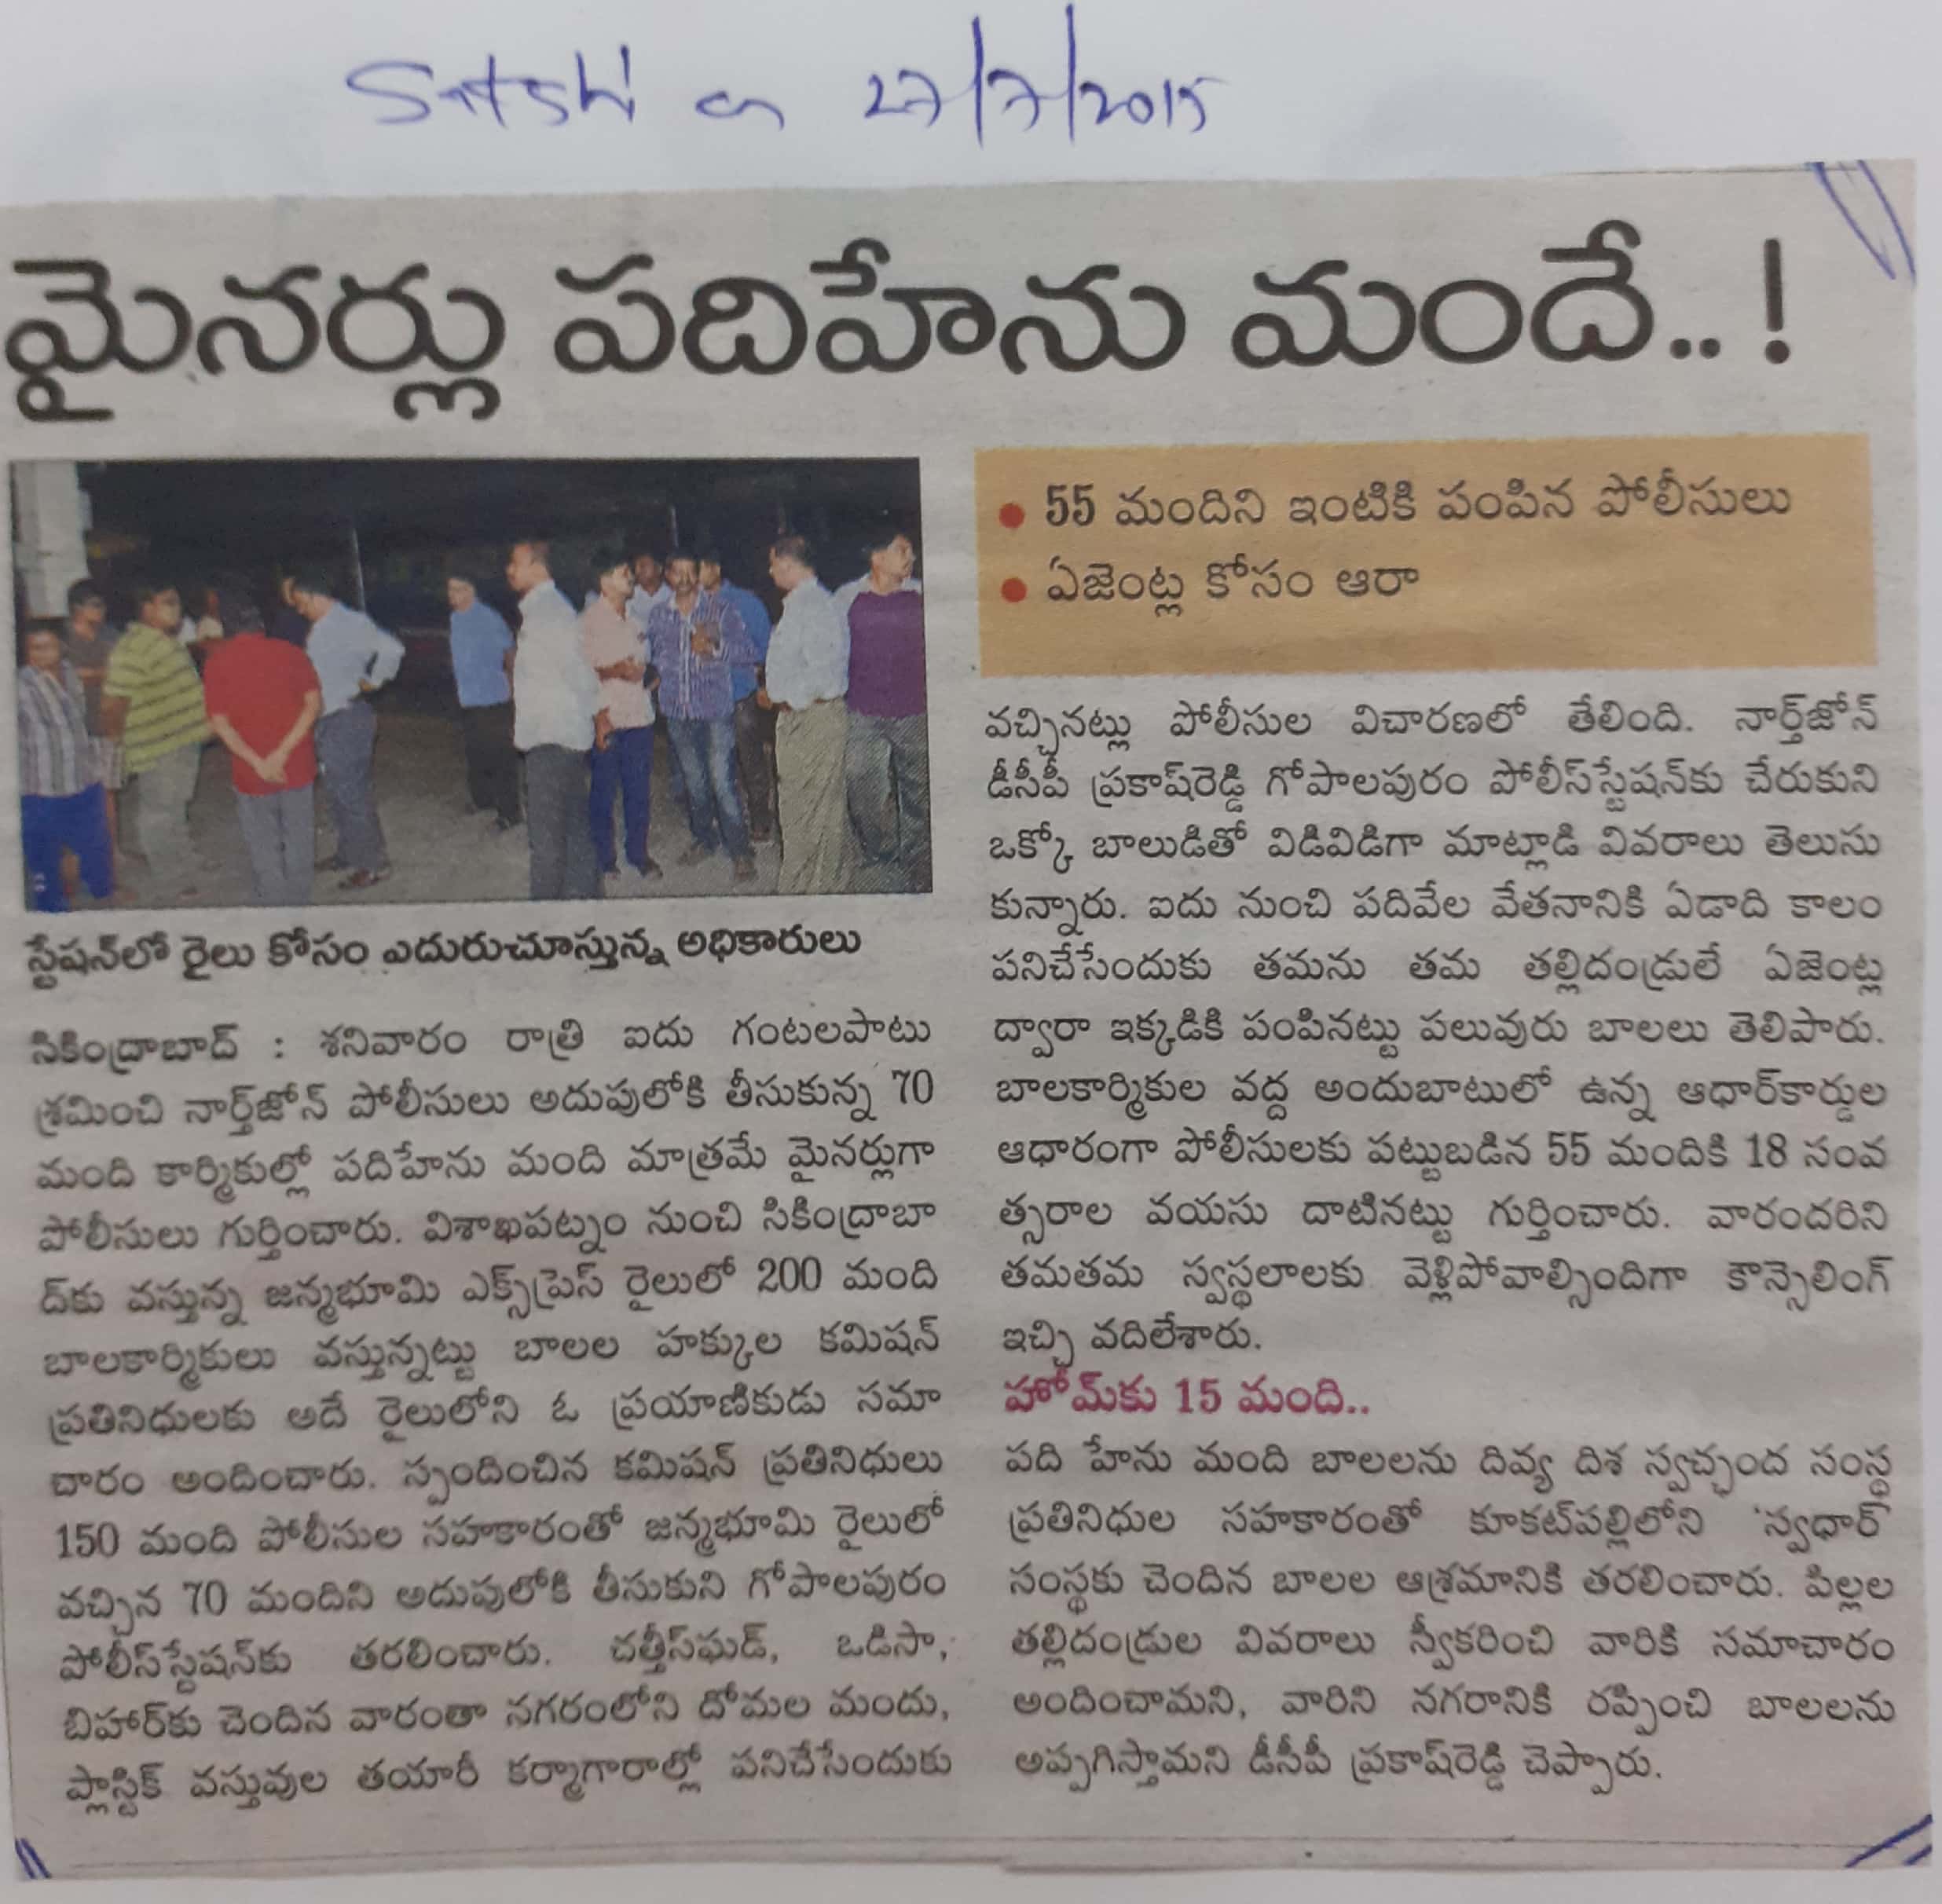 Satshi on 27/7/2015
మైనర్లు పదిహేను మందే..!
• 55 మందిని ఇంటికి పంపిన పోలీసులు
• ఏజెంట్ల కోసం ఆరా
స్టేషన్‌లో రైలు కోసం ఎదురుచూస్తున్న అధికారులు
సికింద్రాబాద్ : శనివారం రాత్రి ఐదు గంటలపాటు
శ్రమించి నార్త్‌జోన్ పోలీసులు అదుపులోకి తీసుకున్న 70
మంది కార్మికుల్లో పదిహేను మంది మాత్రమే మైనర్లుగా
పోలీసులు గుర్తించారు. విశాఖపట్నం నుంచి సికింద్రాబా
ద్‌కు వస్తున్న జన్మభూమి ఎక్స్‌ప్రెస్ రైలులో 200 మంది
బాలకార్మికులు వస్తున్నట్టు బాలల హక్కుల కమిషన్
ప్రతినిధులకు అదే రైలులోని ఓ ప్రయాణికుడు సమా
చారం అందించారు. స్పందించిన కమిషన్ ప్రతినిధులు
150 మంది పోలీసుల సహకారంతో జన్మభూమి రైలులో
వచ్చిన 70 మందిని అదుపులోకి తీసుకుని గోపాలపురం
పోలీస్‌స్టేషన్‌కు తరలించారు. చత్తీస్‌ఘడ్, ఒడిసా,
బిహార్‌కు చెందిన వారంతా నగరంలోని దోమల మందు,
ప్లాస్టిక్ వస్తువుల తయారీ కర్మాగారాల్లో పనిచేసేందుకు
వచ్చినట్లు పోలీసుల విచారణలో తేలింది. నార్త్‌జోన్
డీసీపీ ప్రకాష్‌రెడ్డి గోపాలపురం పోలీస్‌స్టేషన్‌కు చేరుకుని
ఒక్కో బాలుడితో విడివిడిగా మాట్లాడి వివరాలు తెలుసు
కున్నారు. ఐదు నుంచి పదివేల వేతనానికి ఏడాది కాలం
పనిచేసేందుకు తమను తమ తల్లిదండ్రులే ఏజెంట్ల
ద్వారా ఇక్కడికి పంపినట్టు పలువురు బాలలు తెలిపారు.
బాలకార్మికుల వద్ద అందుబాటులో ఉన్న ఆధార్‌కార్డుల
ఆధారంగా పోలీసులకు పట్టుబడిన 55 మందికి 18 సంవ
త్సరాల వయసు దాటినట్టు గుర్తించారు. వారందరిని
తమతమ స్వస్థలాలకు వెళ్లిపోవాల్సిందిగా కౌన్సెలింగ్
ఇచ్చి వదిలేశారు.
హోమ్‌కు 15 మంది..
పది హేను మంది బాలలను దివ్య దిశ స్వచ్ఛంద సంస్థ
ప్రతినిధుల సహకారంతో కూకట్‌పల్లిలోని 'స్వధార్'
సంస్థకు చెందిన బాలల ఆశ్రమానికి తరలించారు. పిల్లల
తల్లిదండ్రుల వివరాలు స్వీకరించి వారికి సమాచారం
అందించామని, వారిని నగరానికి రప్పించి బాలలను
అప్పగిస్తామని డీసీపీ ప్రకాష్‌రెడ్డి చెప్పారు.